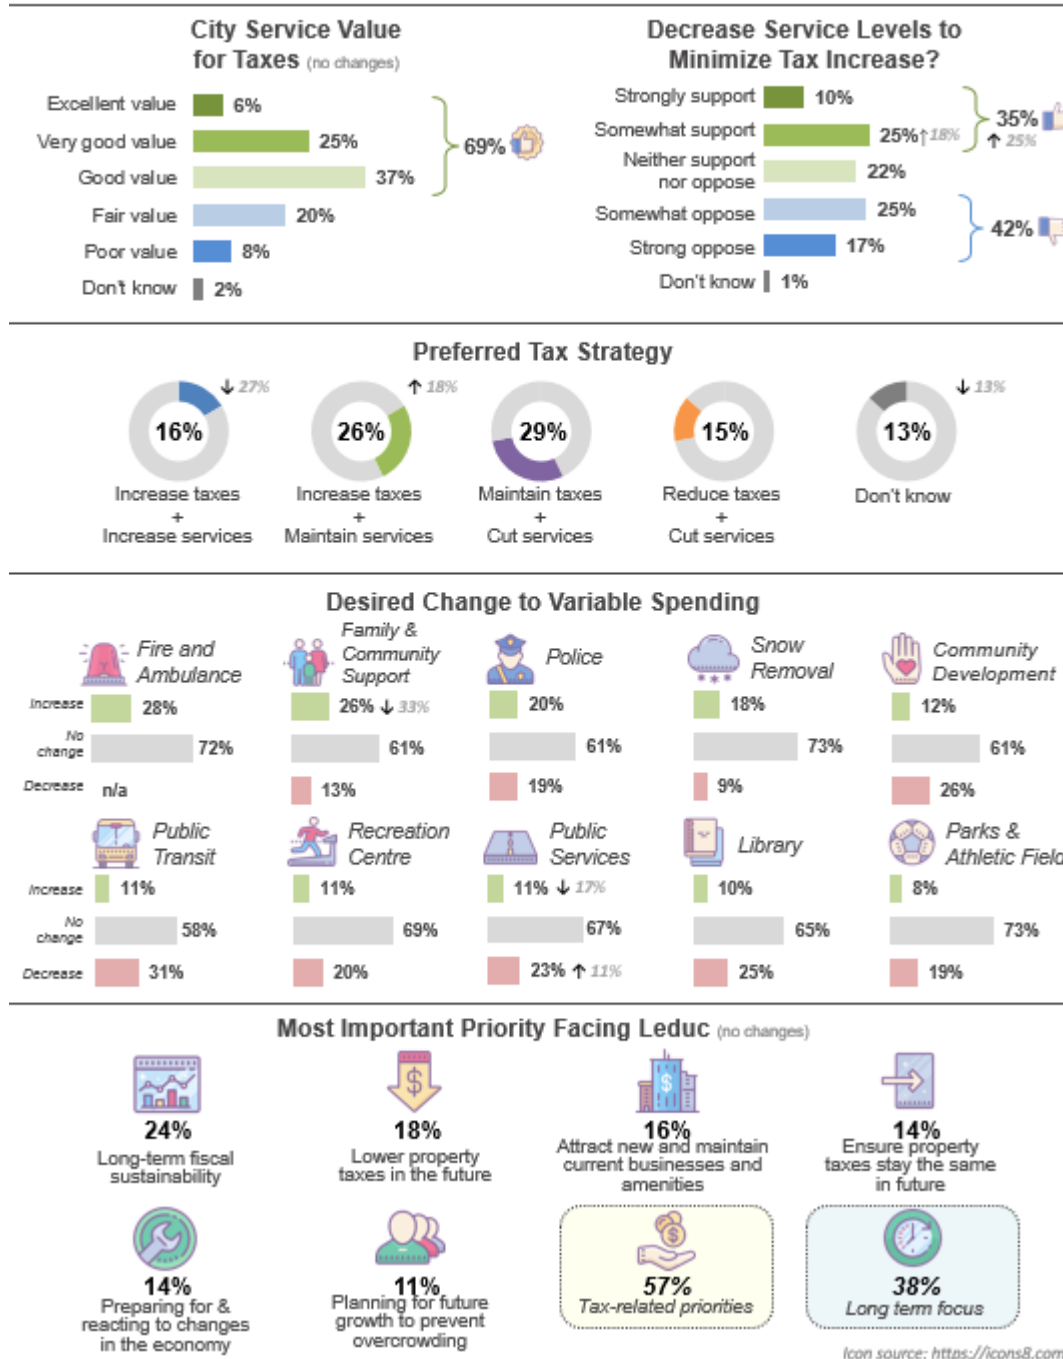 City Service Value
for Taxes (no changes)
Excellent value 6%
Very good value 25%
Good value 37%
69%
Fair value 20%
Poor value 8%
Don't know 2%
Decrease Service Levels to
Minimize Tax Increase?
Strongly support 10%
Somewhat support 25% ↑18%
35%
↑ 25%
Neither support
nor oppose 22%
Somewhat oppose 25%
Strong oppose 17%
42%
Don't know 1%
Preferred Tax Strategy
↓ 27%
16%
Increase taxes
+
Increase services
↑ 18%
26%
Increase taxes
+
Maintain services
29%
Maintain taxes
+
Cut services
15%
Reduce taxes
+
Cut services
↓ 13%
13%
Don't know
Desired Change to Variable Spending
Fire and
Ambulance
Family &
Community
Support
Police
Snow
Removal
Community
Development
Increase 28% 26% ↓ 33% 20% 18% 12%
No
change 72% 61% 61% 73% 61%
Decrease n/a 13% 19% 9% 26%
Public
Transit
Recreation
Centre
Public
Services
Library
Parks &
Athletic Field
Increase 11% 11% 11% ↓ 17% 10% 8%
No
change 58% 69% 67% 65% 73%
Decrease 31% 20% 23% ↑ 11% 25% 19%
Most Important Priority Facing Leduc (no changes)
24%
Long-term fiscal
sustainability
18%
Lower property
taxes in the future
16%
Attract new and maintain
current businesses and
amenities
14%
Ensure property
taxes stay the same
in future
14%
Preparing for &
reacting to changes
in the economy
11%
Planning for future
growth to prevent
overcrowding
57%
Tax-related priorities
38%
Long term focus
Icon source: https://icons8.com